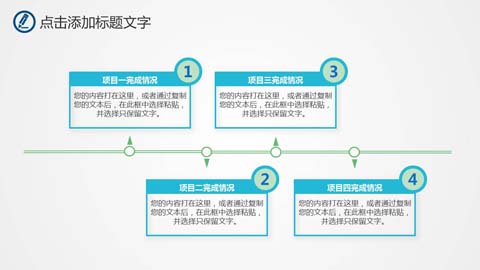 点击添加标题文字
1
项目一完成情况
您的内容打在这里，或者通过复制
您的文本后，在此框中选择粘贴，
并选择只保留文字。
3
项目三完成情况
您的内容打在这里，或者通过复制
您的文本后，在此框中选择粘贴，
并选择只保留文字。
2
项目二完成情况
您的内容打在这里，或者通过复制
您的文本后，在此框中选择粘贴，
并选择只保留文字。
4
项目四完成情况
您的内容打在这里，或者通过复制
您的文本后，在此框中选择粘贴，
并选择只保留文字。